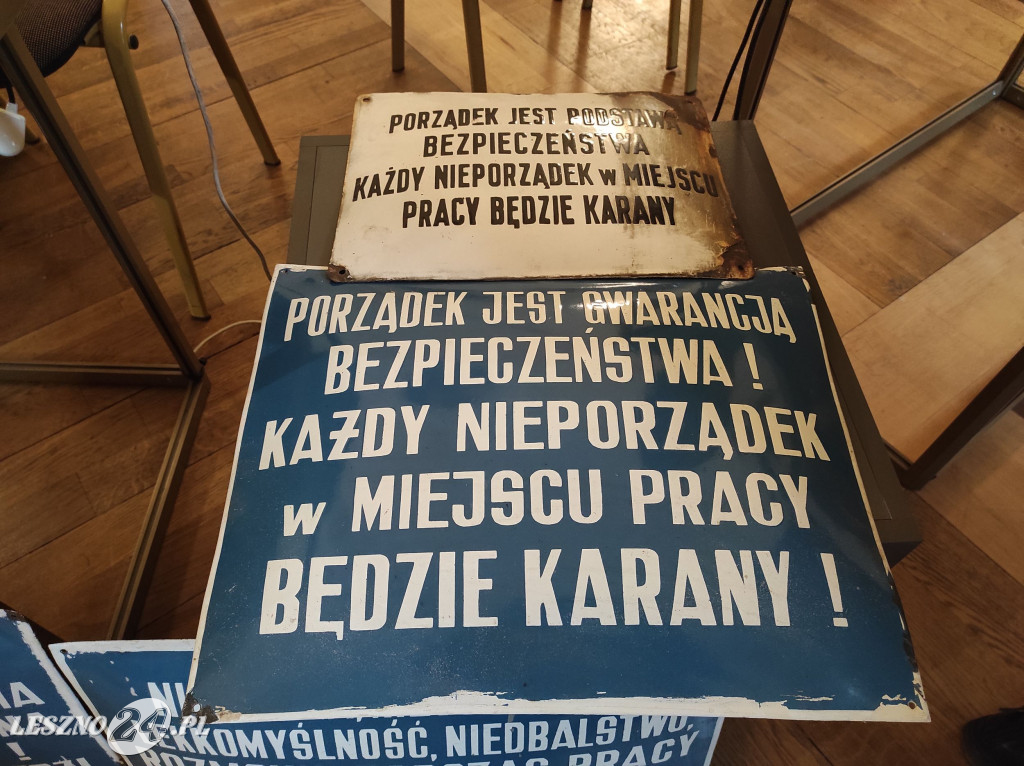 PORZĄDEK JEST PODSTAWĄ
BEZPIECZEŃSTWA
KAŻDY NIEPORZĄDEK w MIEJSCU
PRACY BĘDZIE KARANY
PORZĄDEK JEST GWARANCJĄ
BEZPIECZEŃSTWA !
KAŻDY NIEPORZĄDEK
w MIEJSCU PRACY
BĘDZIE KARANY !
NIEDBALSTWO,
PRACY
LESZNO24.PL